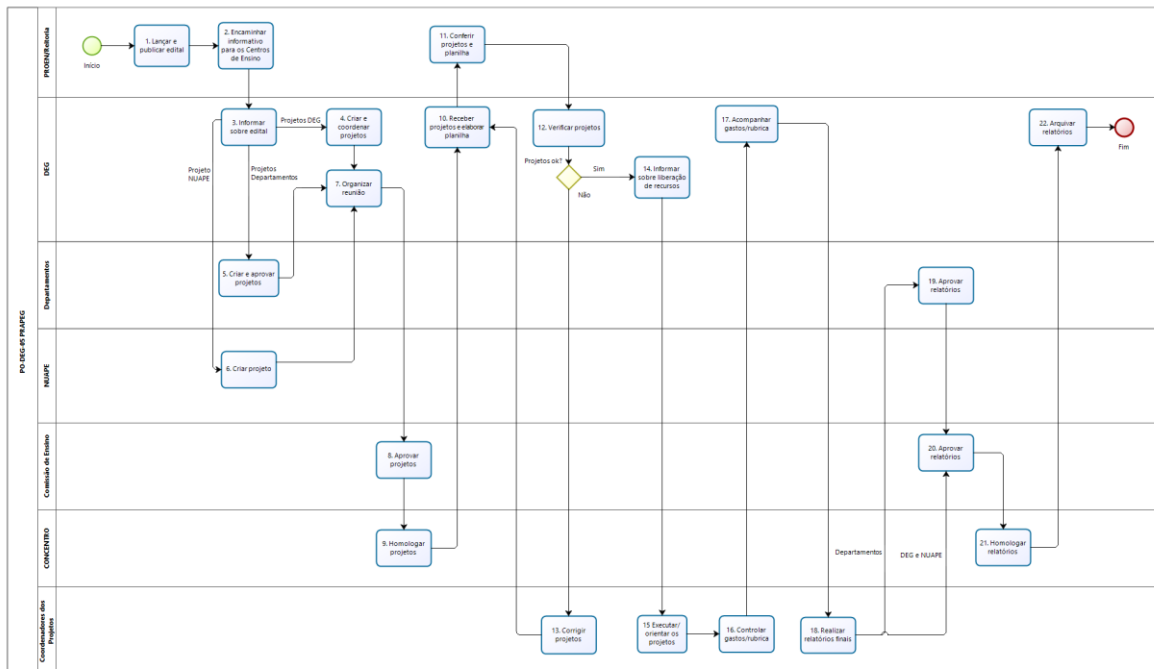 PO-DEG-05 PRAPEG
PROEN/Reitoria
Início
1. Lançar e
publicar edital
2. Encaminhar
informativo
para os Centros
de Ensino
11. Conferir
projetos e
planilha
DEG
3. Informar
sobre edital
Projetos DEG
4. Criar e
coordenar
projetos
10. Receber
projetos e elaborar
planilha
12. Verificar projetos
17. Acompanhar
gastos/rubrica
22. Arquivar
relatórios
Fim
Projeto
NUAPE
Projetos
Departamentos
7. Organizar
reunião
Projetos ok?
Sim
Não
14. Informar
sobre liberação
de recursos
Departamentos
5. Criar e aprovar
projetos
19. Aprovar
relatórios
NUAPE
6. Criar projeto
Comissão de Ensino
8. Aprovar
projetos
20. Aprovar
relatórios
CONCENTRO
9. Homologar
projetos
Departamentos
DEG e NUAPE
21. Homologar
relatórios
Coordenadores dos
Projetos
13. Corrigir
projetos
15 Executar/
orientar os
projetos
16. Controlar
gastos/rubrica
18. Realizar
relatórios finais